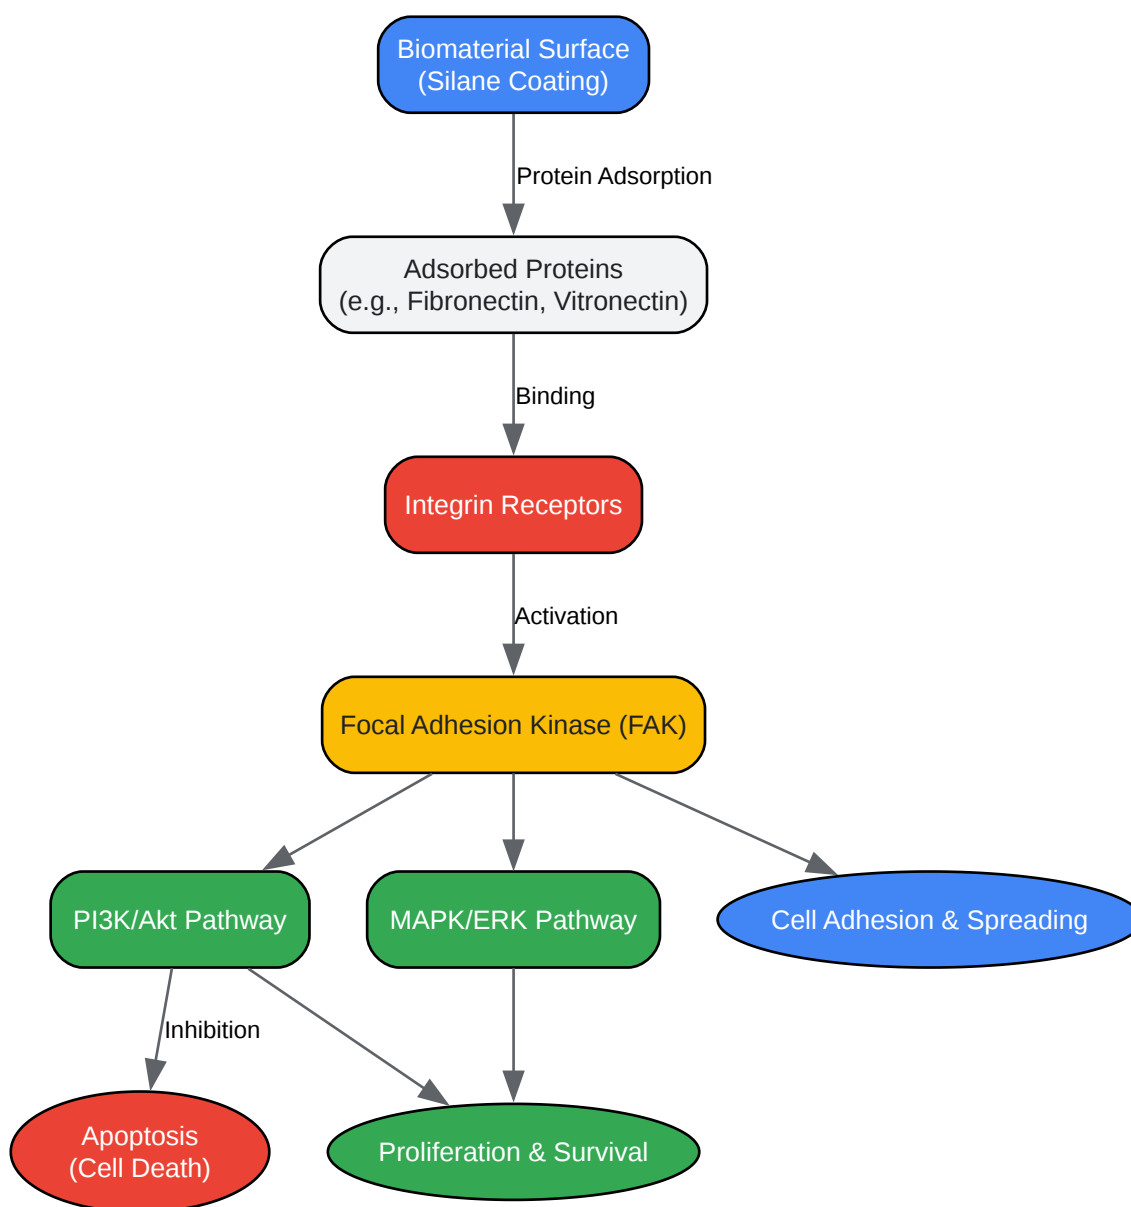 Biomaterial Surface
(Silane Coating)
Protein Adsorption
Adsorbed Proteins
(e.g., Fibronectin, Vitronectin)
Binding
Integrin Receptors
Activation
Focal Adhesion Kinase (FAK)
PI3K/Akt Pathway
MAPK/ERK Pathway
Cell Adhesion & Spreading
Inhibition
Apoptosis
(Cell Death)
Proliferation & Survival